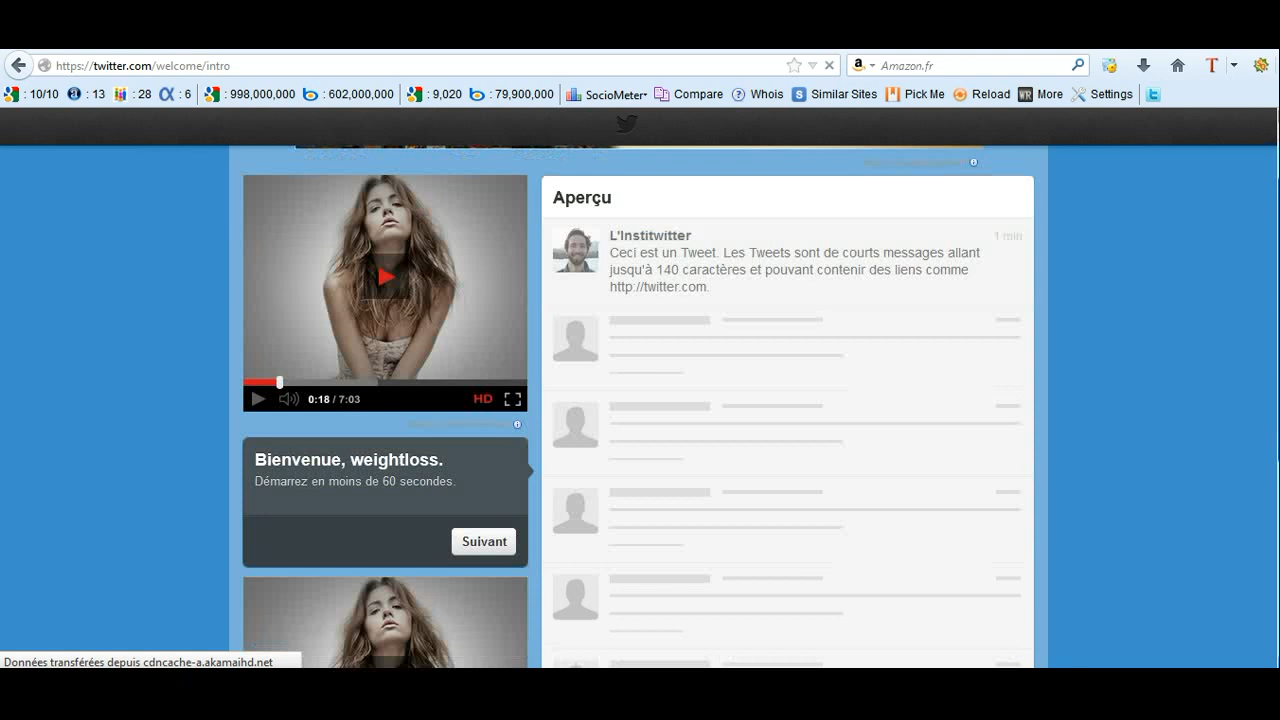 https://twitter.com/welcome/intro
Amazon.fr
: 10/10 : 13 : 28 : 6 : 998,000,000 : 602,000,000 : 9,020 : 79,900,000 SocioMeter Compare Whois Similar Sites Pick Me Reload More Settings
Aperçu
L'Institwitter 1 min
Ceci est un Tweet. Les Tweets sont de courts messages allant
jusqu'à 140 caractères et pouvant contenir des liens comme
http://twitter.com.
0:18 / 7:03 HD
Bienvenue, weightloss.
Démarrez en moins de 60 secondes.
Suivant
Données transférées depuis cdncache-a.akamaihd.net